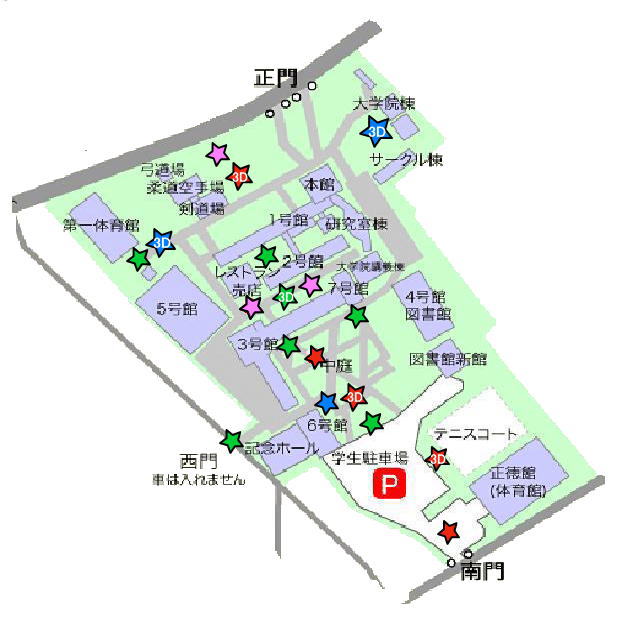 正門
大学院棟
3D
サークル棟
弓道場
3D
柔道空手場
本館
剣道場
第一体育館
1号館
研究室棟
3D
2号館
大学院講義棟
レストラン
売店
3D
7号館
4号館
図書館
5号館
3号館
中庭
図書館新館
3D
6号館
テニスコート
記念ホール
学生駐車場
3D
西門
車は入れません
P
正徳館
(体育館)
南門